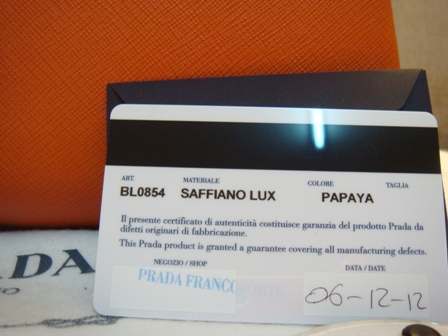 ART. MATERIALE COLORE TAGLIA
BL0854 SAFFIANO LUX PAPAYA
Il presente certificato di autenticità costituisce garanzia del prodotto Prada da
difetti originari di fabbricazione.
This Prada product is granted a guarantee covering all manufacturing defects.
NEGOZIO / SHOP DATA / DATE
PRADA FRANCOFORTE 06-12-12
ADA